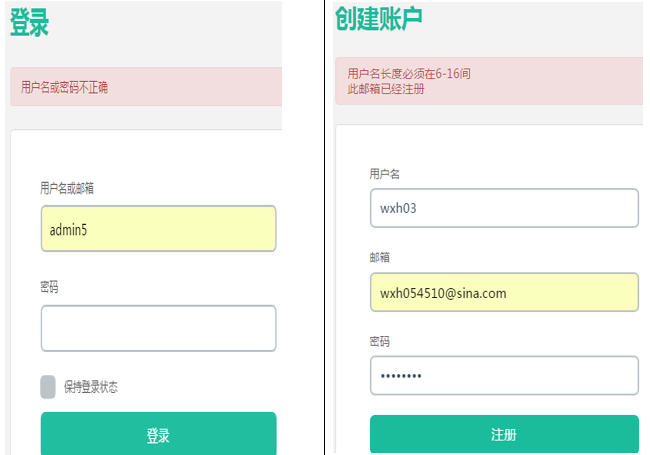 登录
用户名或密码不正确
用户名或邮箱
admin5
密码
保持登录状态
登录
创建账户
用户名长度必须在6-16间
此邮箱已经注册
用户名
wxh03
邮箱
wxh054510@sina.com
密码
••••••••
注册